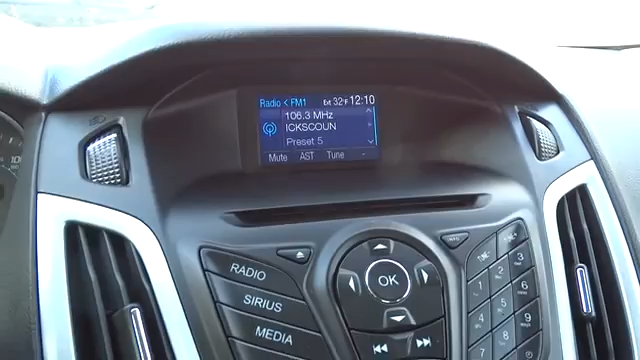 Radio < FM1 Ext 32°F 12:10
106.3 MHz
ICKSCOUN
Preset 5
Mute AST Tune -
RADIO
SIRIUS
MEDIA
OK
1 2 3
4 5 6
7 8 9